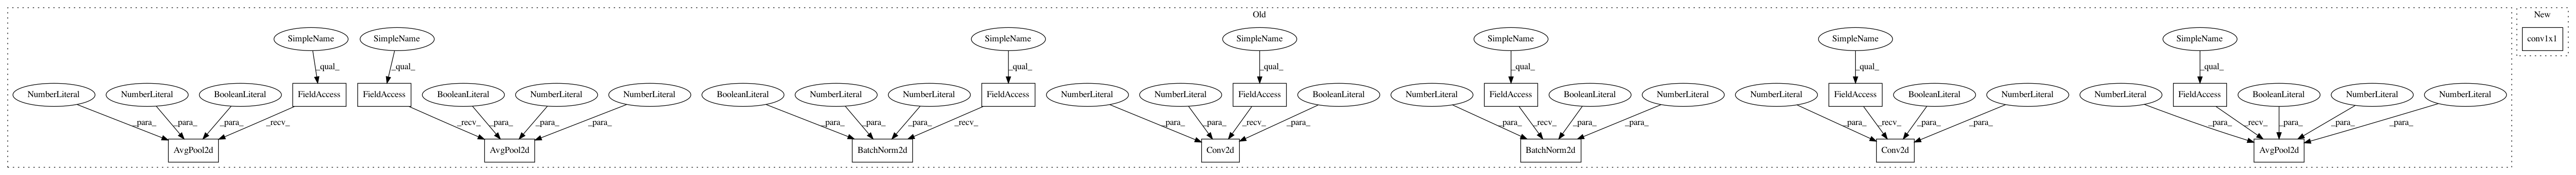 Old
New
SimpleName SimpleName SimpleName SimpleName SimpleName SimpleName SimpleName
conv1x1
_qual_ _qual_ _qual_ _qual_ _qual_ _qual_ _qual_
NumberLiteral NumberLiteral BooleanLiteral FieldAccess FieldAccess BooleanLiteral NumberLiteral NumberLiteral BooleanLiteral NumberLiteral NumberLiteral FieldAccess NumberLiteral NumberLiteral FieldAccess BooleanLiteral NumberLiteral FieldAccess BooleanLiteral NumberLiteral NumberLiteral FieldAccess BooleanLiteral NumberLiteral NumberLiteral FieldAccess BooleanLiteral NumberLiteral NumberLiteral
_para_ _para_ _para_ _recv_ _recv_ _para_ _para_ _para_ _para_ _para_ _para_ _recv_ _para_ _para_ _recv_ _para_ _para_ _recv_ _para_ _para_ _para_ _recv_ _para_ _para_ _para_ _recv_ _para_ _para_ _para_
AvgPool2d AvgPool2d BatchNorm2d Conv2d BatchNorm2d Conv2d AvgPool2d